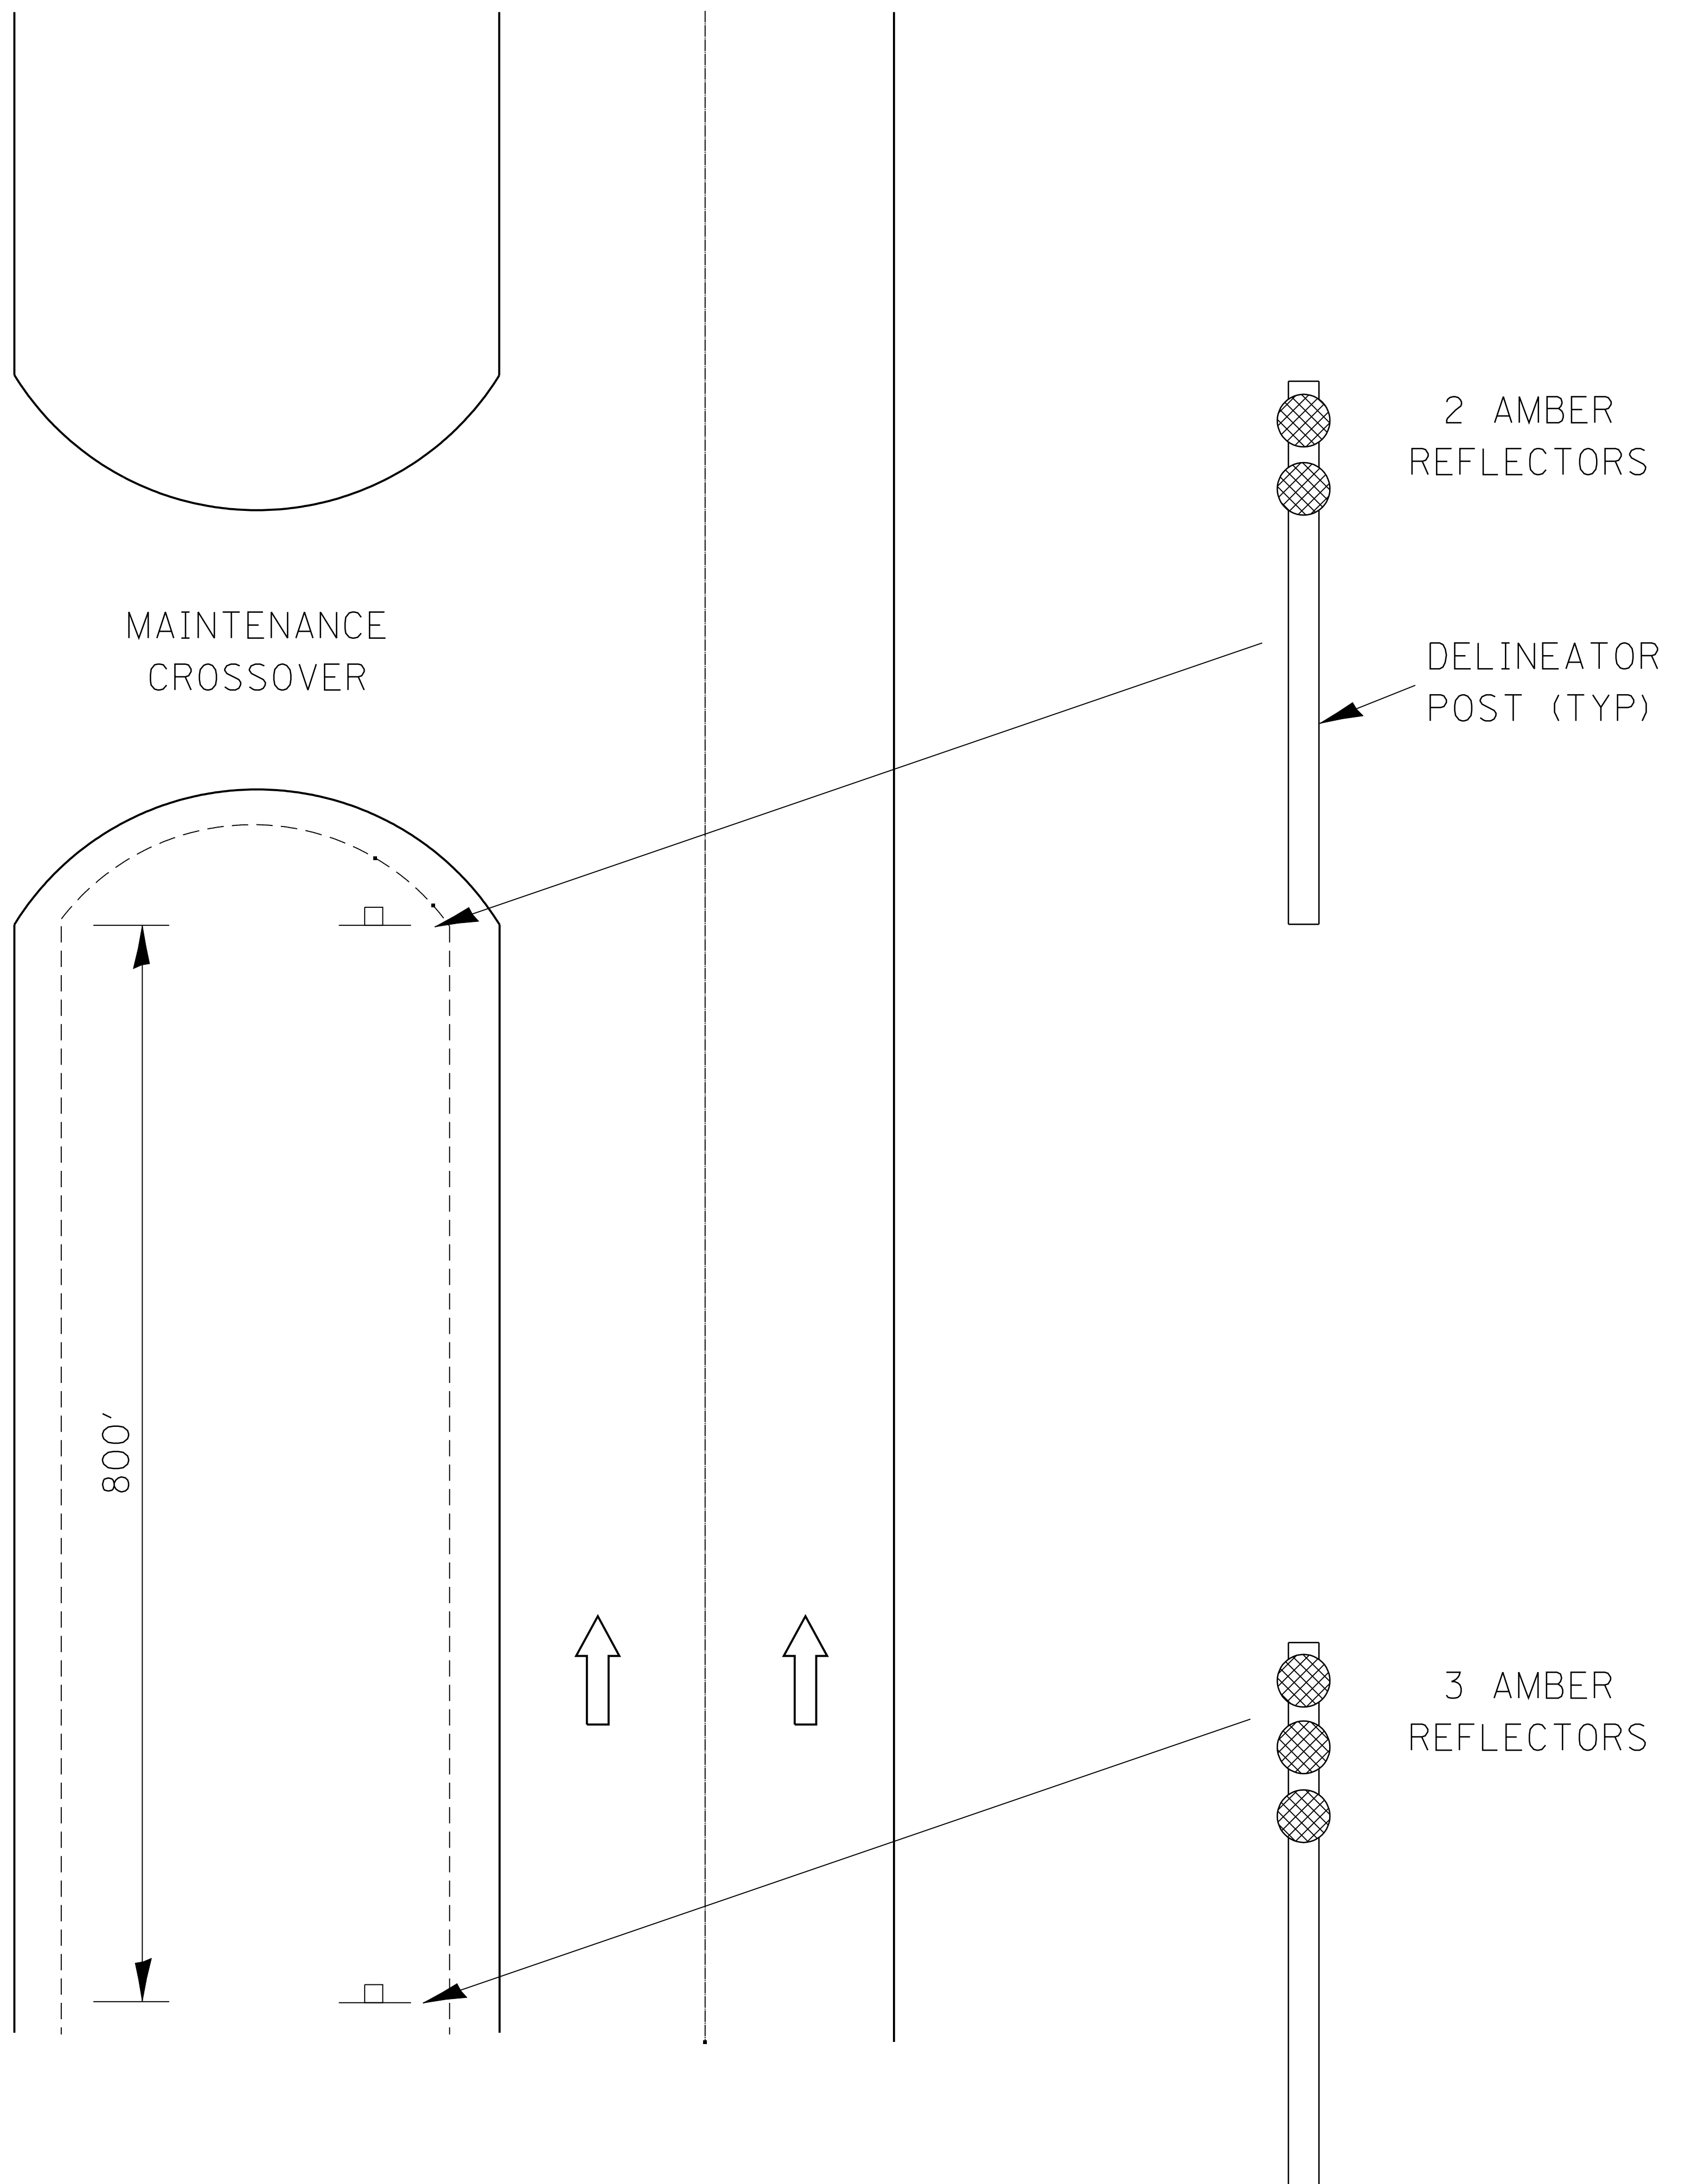 2 AMBER
REFLECTORS
MAINTENANCE
CROSSOVER
DELINEATOR
POST (TYP)
800'
3 AMBER
REFLECTORS